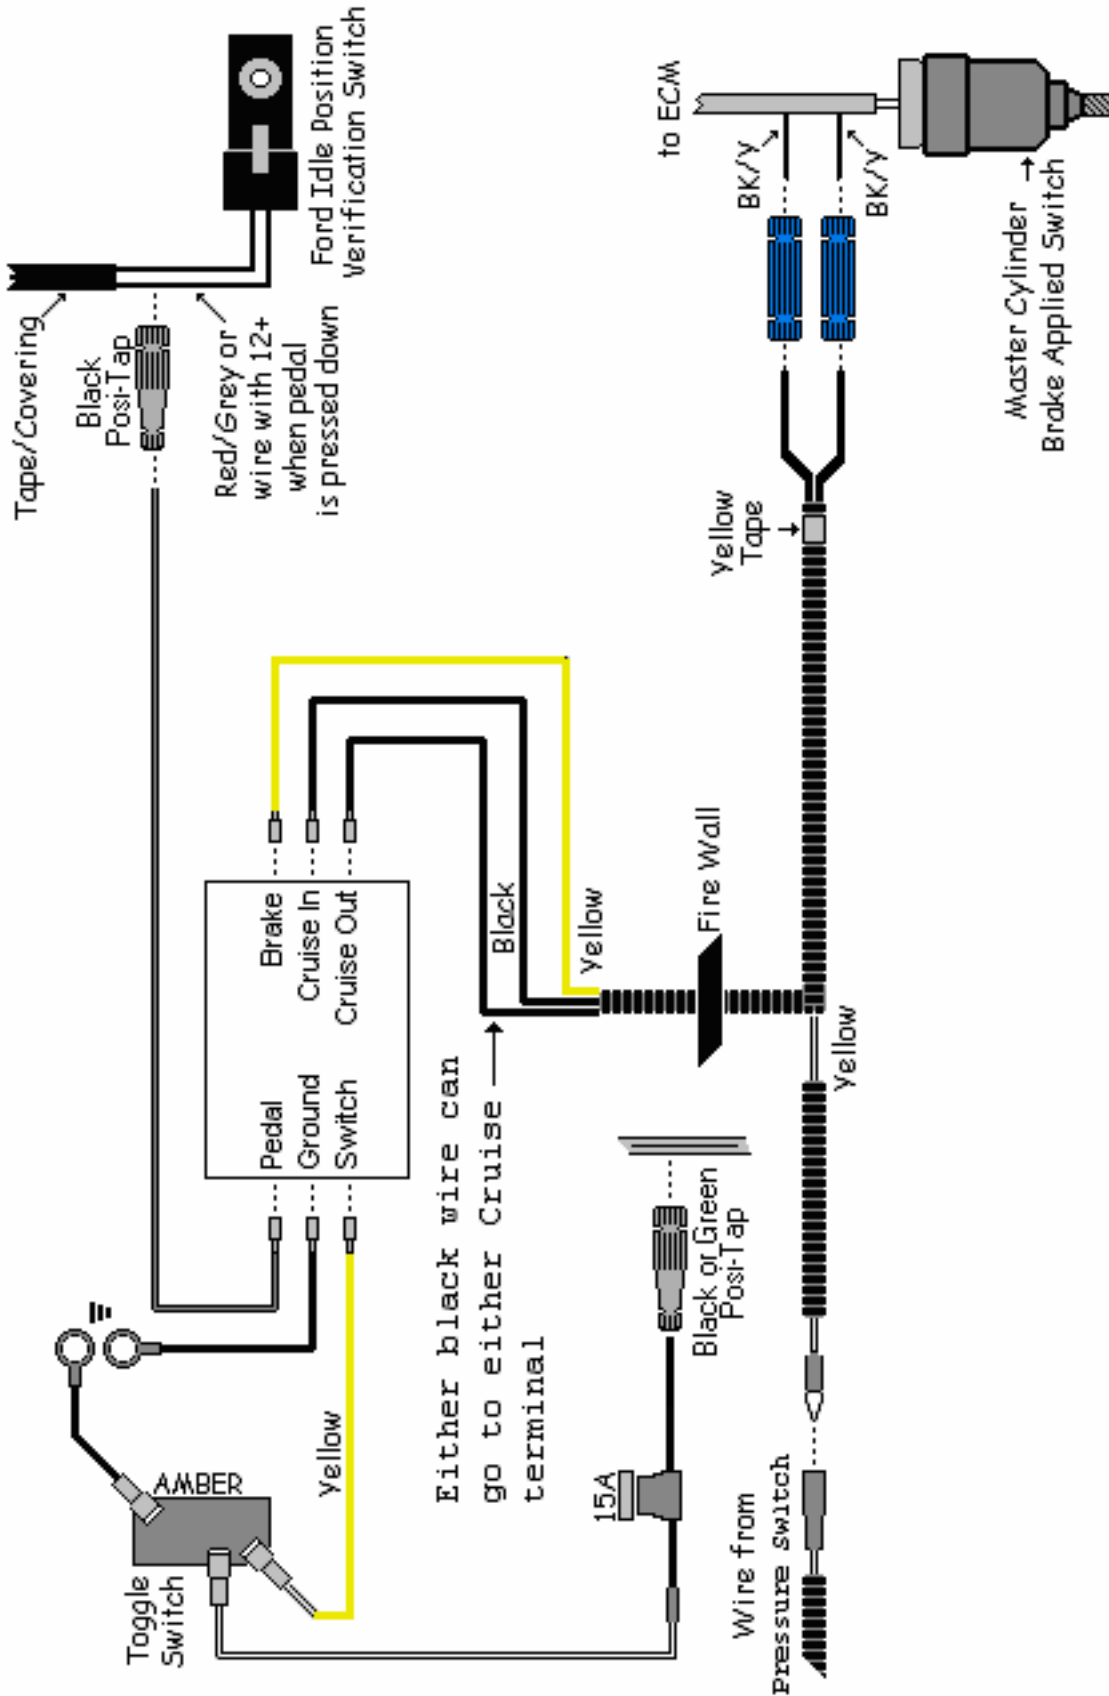 Tape/Covering
Black
Posi-Tap
Red/Grey or
wire with 12+
when pedal
is pressed down
Ford Idle Position
Verification Switch
to ECM
BK/Y
BK/Y
Master Cylinder
Brake Applied Switch
Yellow
Tape
Brake
Cruise In
Cruise Out
Pedal
Ground
Switch
Black
Yellow
Fire Wall
Yellow
Either black wire can
go to either Cruise
terminal
Black or Green
Posi-Tap
15A
AMBER
Toggle
Switch
Yellow
Wire from
Pressure Switch